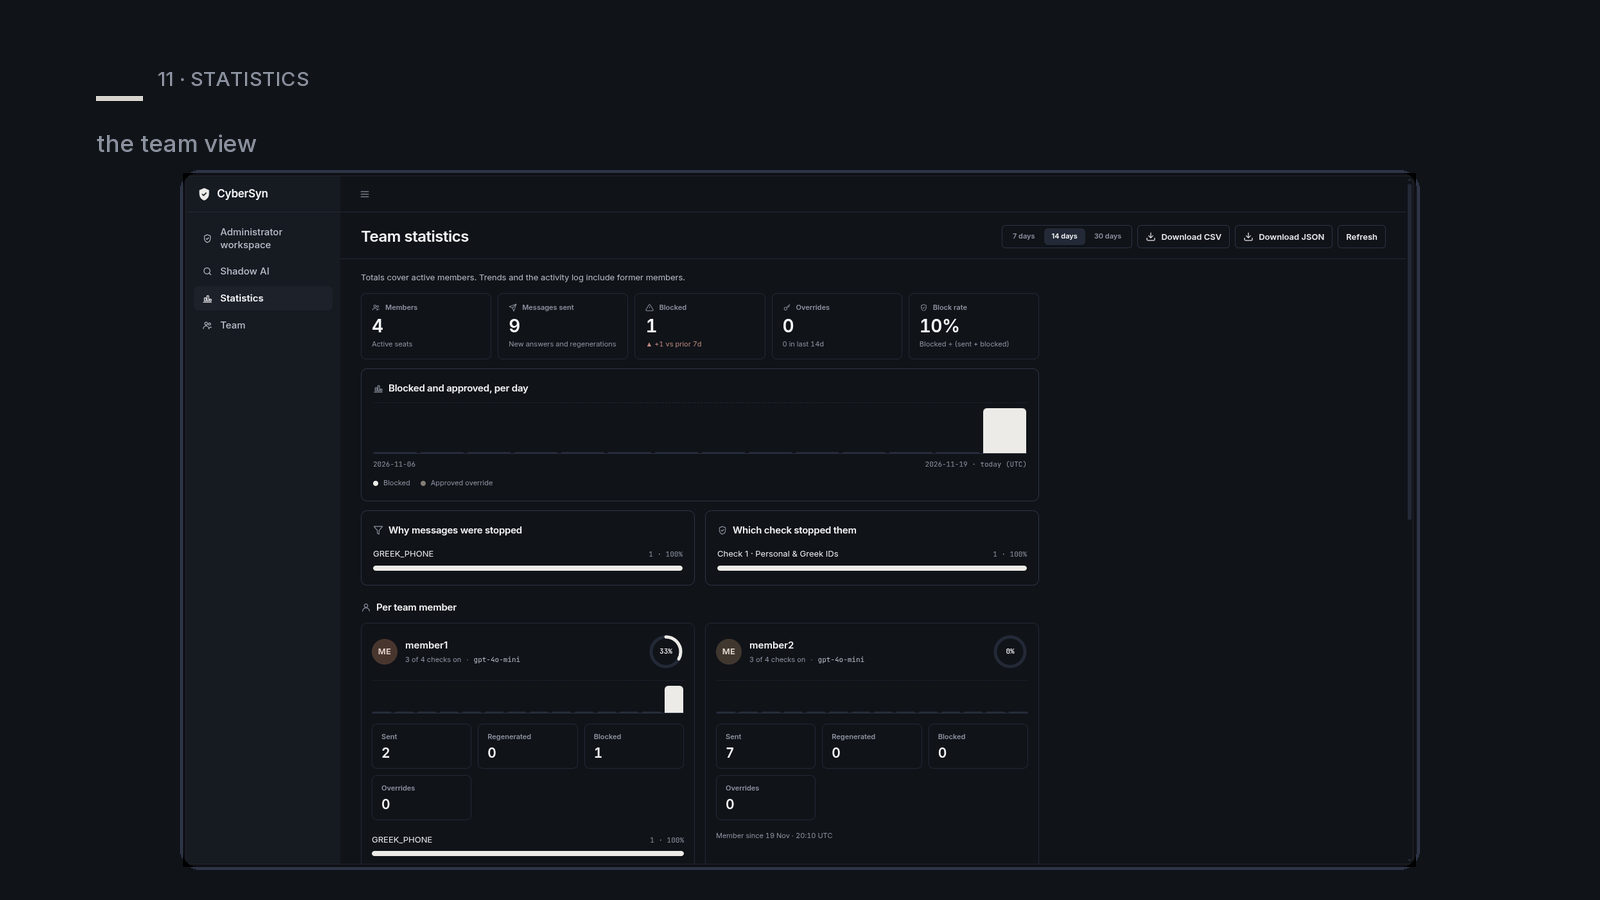 11 · STATISTICS
the team view
CyberSyn
Administrator
workspace
Shadow AI
Statistics
Team
Team statistics
7 days
14 days
30 days
Download CSV
Download JSON
Refresh
Totals cover active members. Trends and the activity log include former members.
Members
4
Active seats
Messages sent
9
New answers and regenerations
Blocked
1
▲ +1 vs prior 7d
Overrides
0
0 in last 14d
Block rate
10%
Blocked ÷ (sent + blocked)
Blocked and approved, per day
2026-11-06
2026-11-19 · today (UTC)
Blocked
Approved override
Why messages were stopped
GREEK_PHONE
1 · 100%
Which check stopped them
Check 1 · Personal & Greek IDs
1 · 100%
Per team member
ME
member1
3 of 4 checks on · gpt-4o-mini
33%
Sent
2
Regenerated
0
Blocked
1
Overrides
0
GREEK_PHONE
1 · 100%
ME
member2
3 of 4 checks on · gpt-4o-mini
0%
Sent
7
Regenerated
0
Blocked
0
Overrides
0
Member since 19 Nov · 20:10 UTC